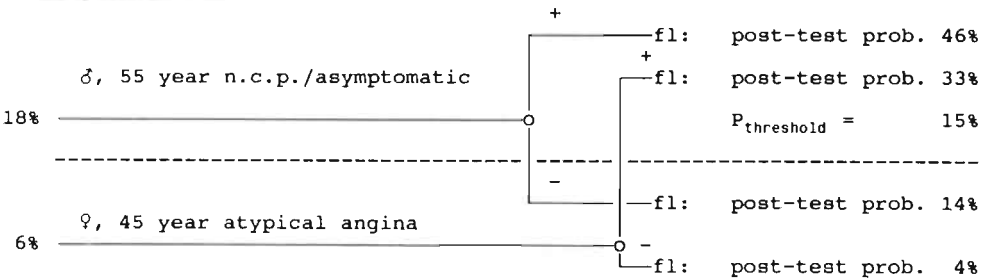 +
fl: post-test prob. 46%
+
♂, 55 year n.c.p./asymptomatic fl: post-test prob. 33%
18% P threshold = 15%
−
fl: post-test prob. 14%
♀, 45 year atypical angina
6% −
fl: post-test prob. 4%